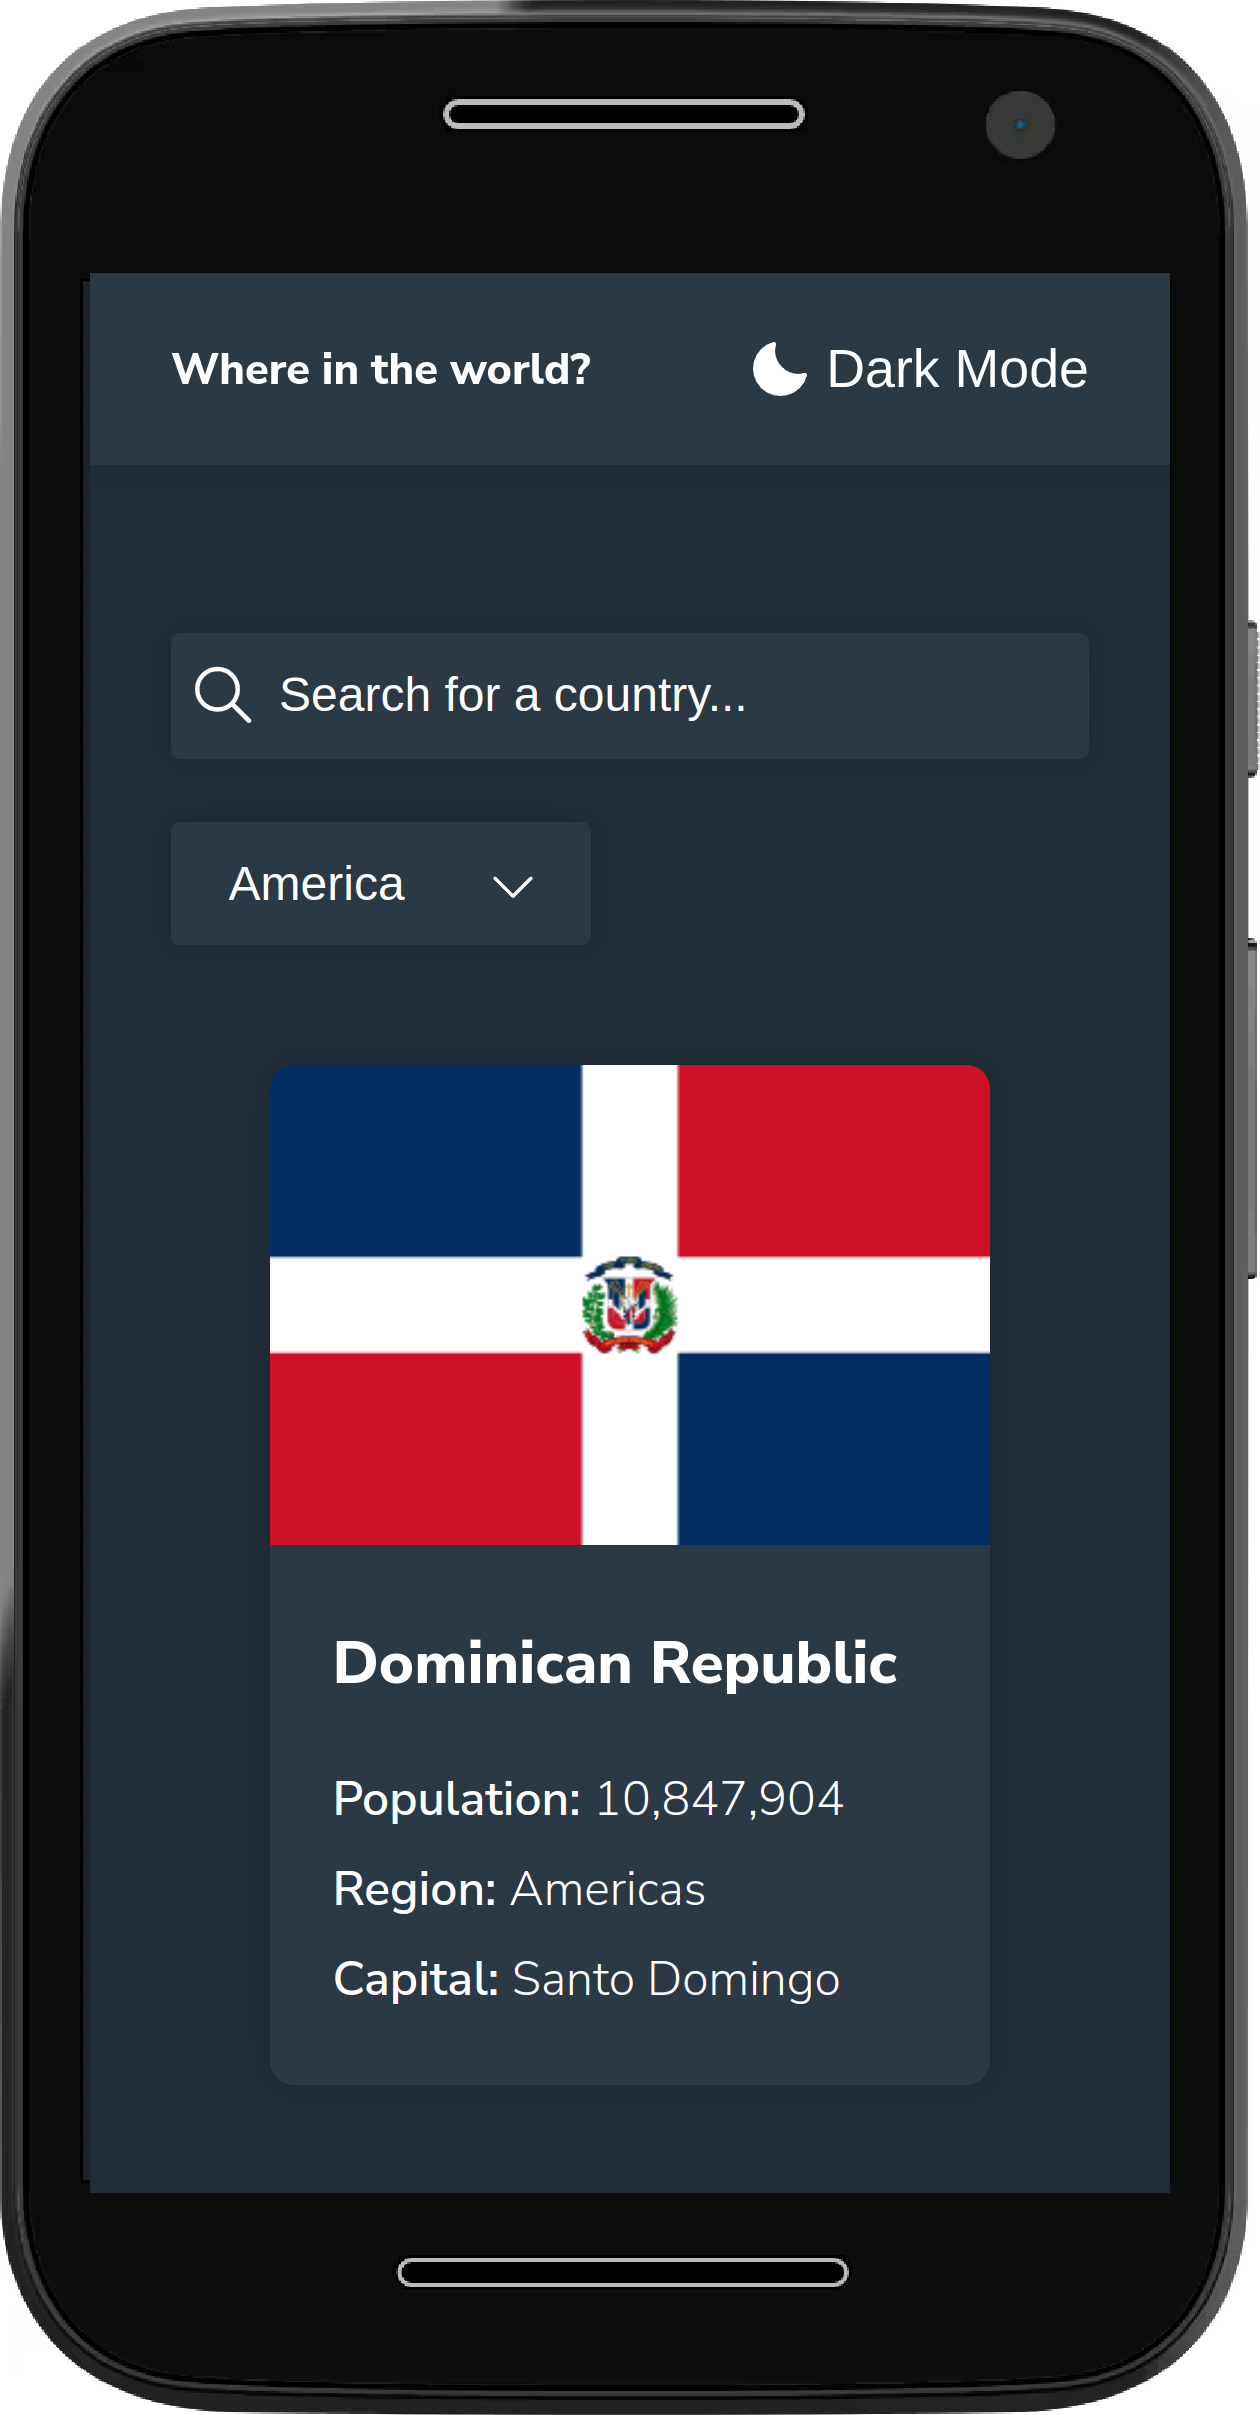 Where in the world?
Dark Mode
Search for a country...
America
Dominican Republic
Population: 10,847,904
Region: Americas
Capital: Santo Domingo